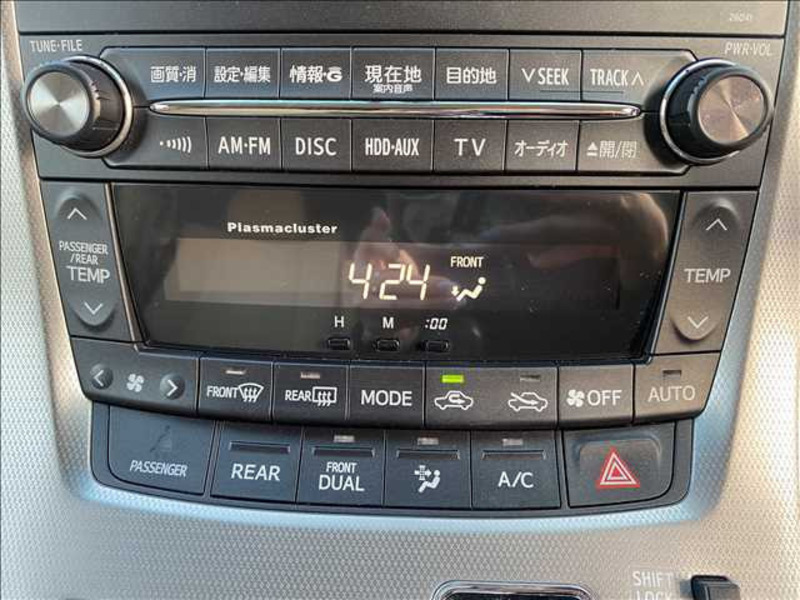 26041
TUNE・FILE
PWR・VOL
画質・消
設定・編集
情報・G
現在地
案内音声
目的地
∨ SEEK
TRACK ∧
AM・FM
DISC
HDD・AUX
TV
オーディオ
▲開/閉
PASSENGER
/REAR
TEMP
Plasmacluster
4:24
FRONT
H
M
:00
TEMP
FRONT
REAR
MODE
OFF
AUTO
PASSENGER
REAR
FRONT
DUAL
A/C
SHIFT
LOCK